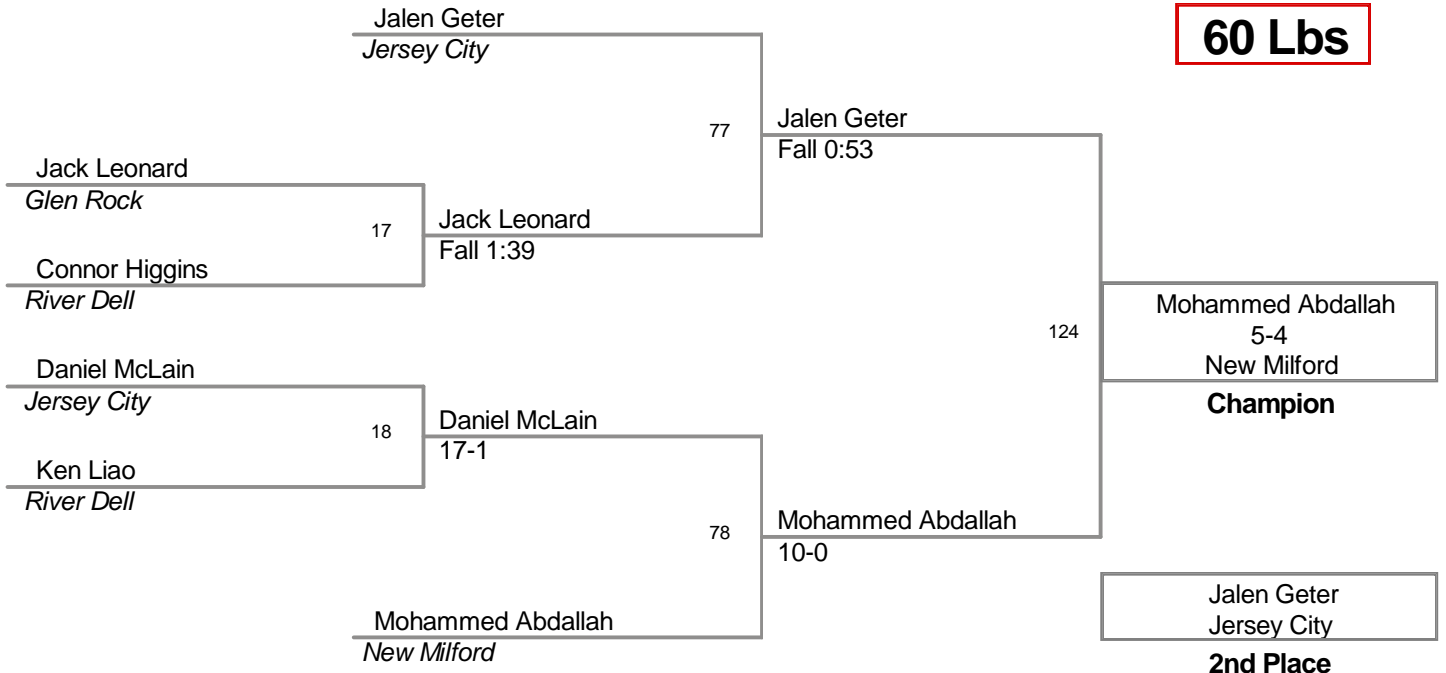 Jalen Geter
Jersey City
60 Lbs
77
Jalen Geter
Fall 0:53
Jack Leonard
Glen Rock
17
Jack Leonard
Fall 1:39
Connor Higgins
River Dell
124
Mohammed Abdallah
5-4
New Milford
Champion
Daniel McLain
Jersey City
18
Daniel McLain
17-1
Ken Liao
River Dell
78
Mohammed Abdallah
10-0
Mohammed Abdallah
New Milford
Jalen Geter
Jersey City
2nd Place